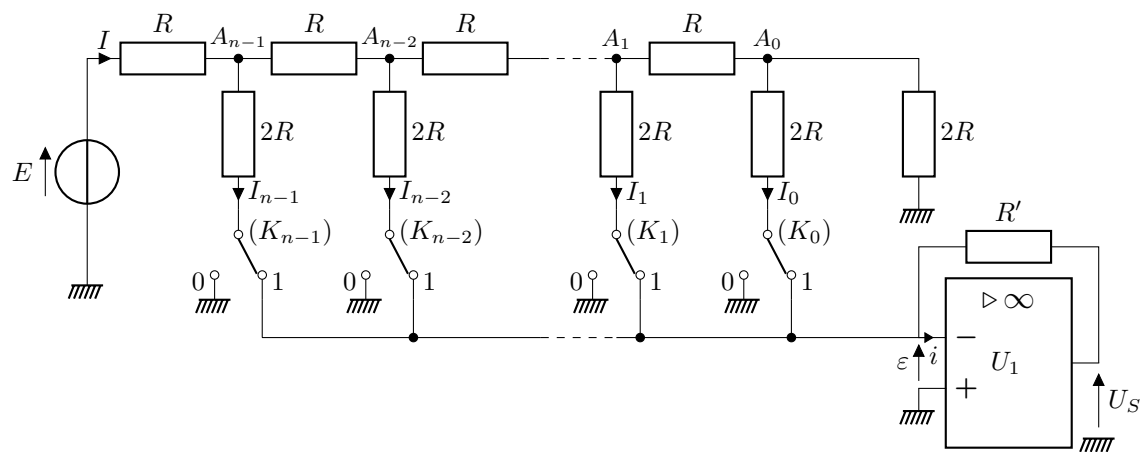 I R A_{n-1} R A_{n-2} R A_1 R A_0
2R 2R 2R 2R 2R
E
I_{n-1} I_{n-2} I_1 I_0
(K_{n-1}) (K_{n-2}) (K_1) (K_0) R'
0 1 0 1 0 1 0 1
▷∞
ε i − U_1
+ U_S